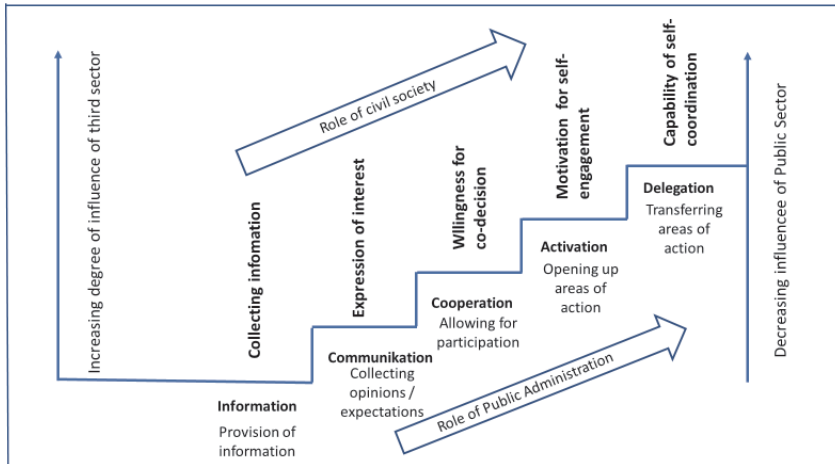 Increasing degree of influence of third sector
Role of civil society
Collecting infomation
Expression of interest
Wllingness for
co-decision
Motivation for self-
engagement
Capability of self-
coordination
Information
Provision of
information
Communikation
Collecting
opinions /
expectations
Cooperation
Allowing for
participation
Activation
Opening up
areas of
action
Delegation
Transferring
areas of
action
Role of Public Administration
Decreasing influencee of Public Sector